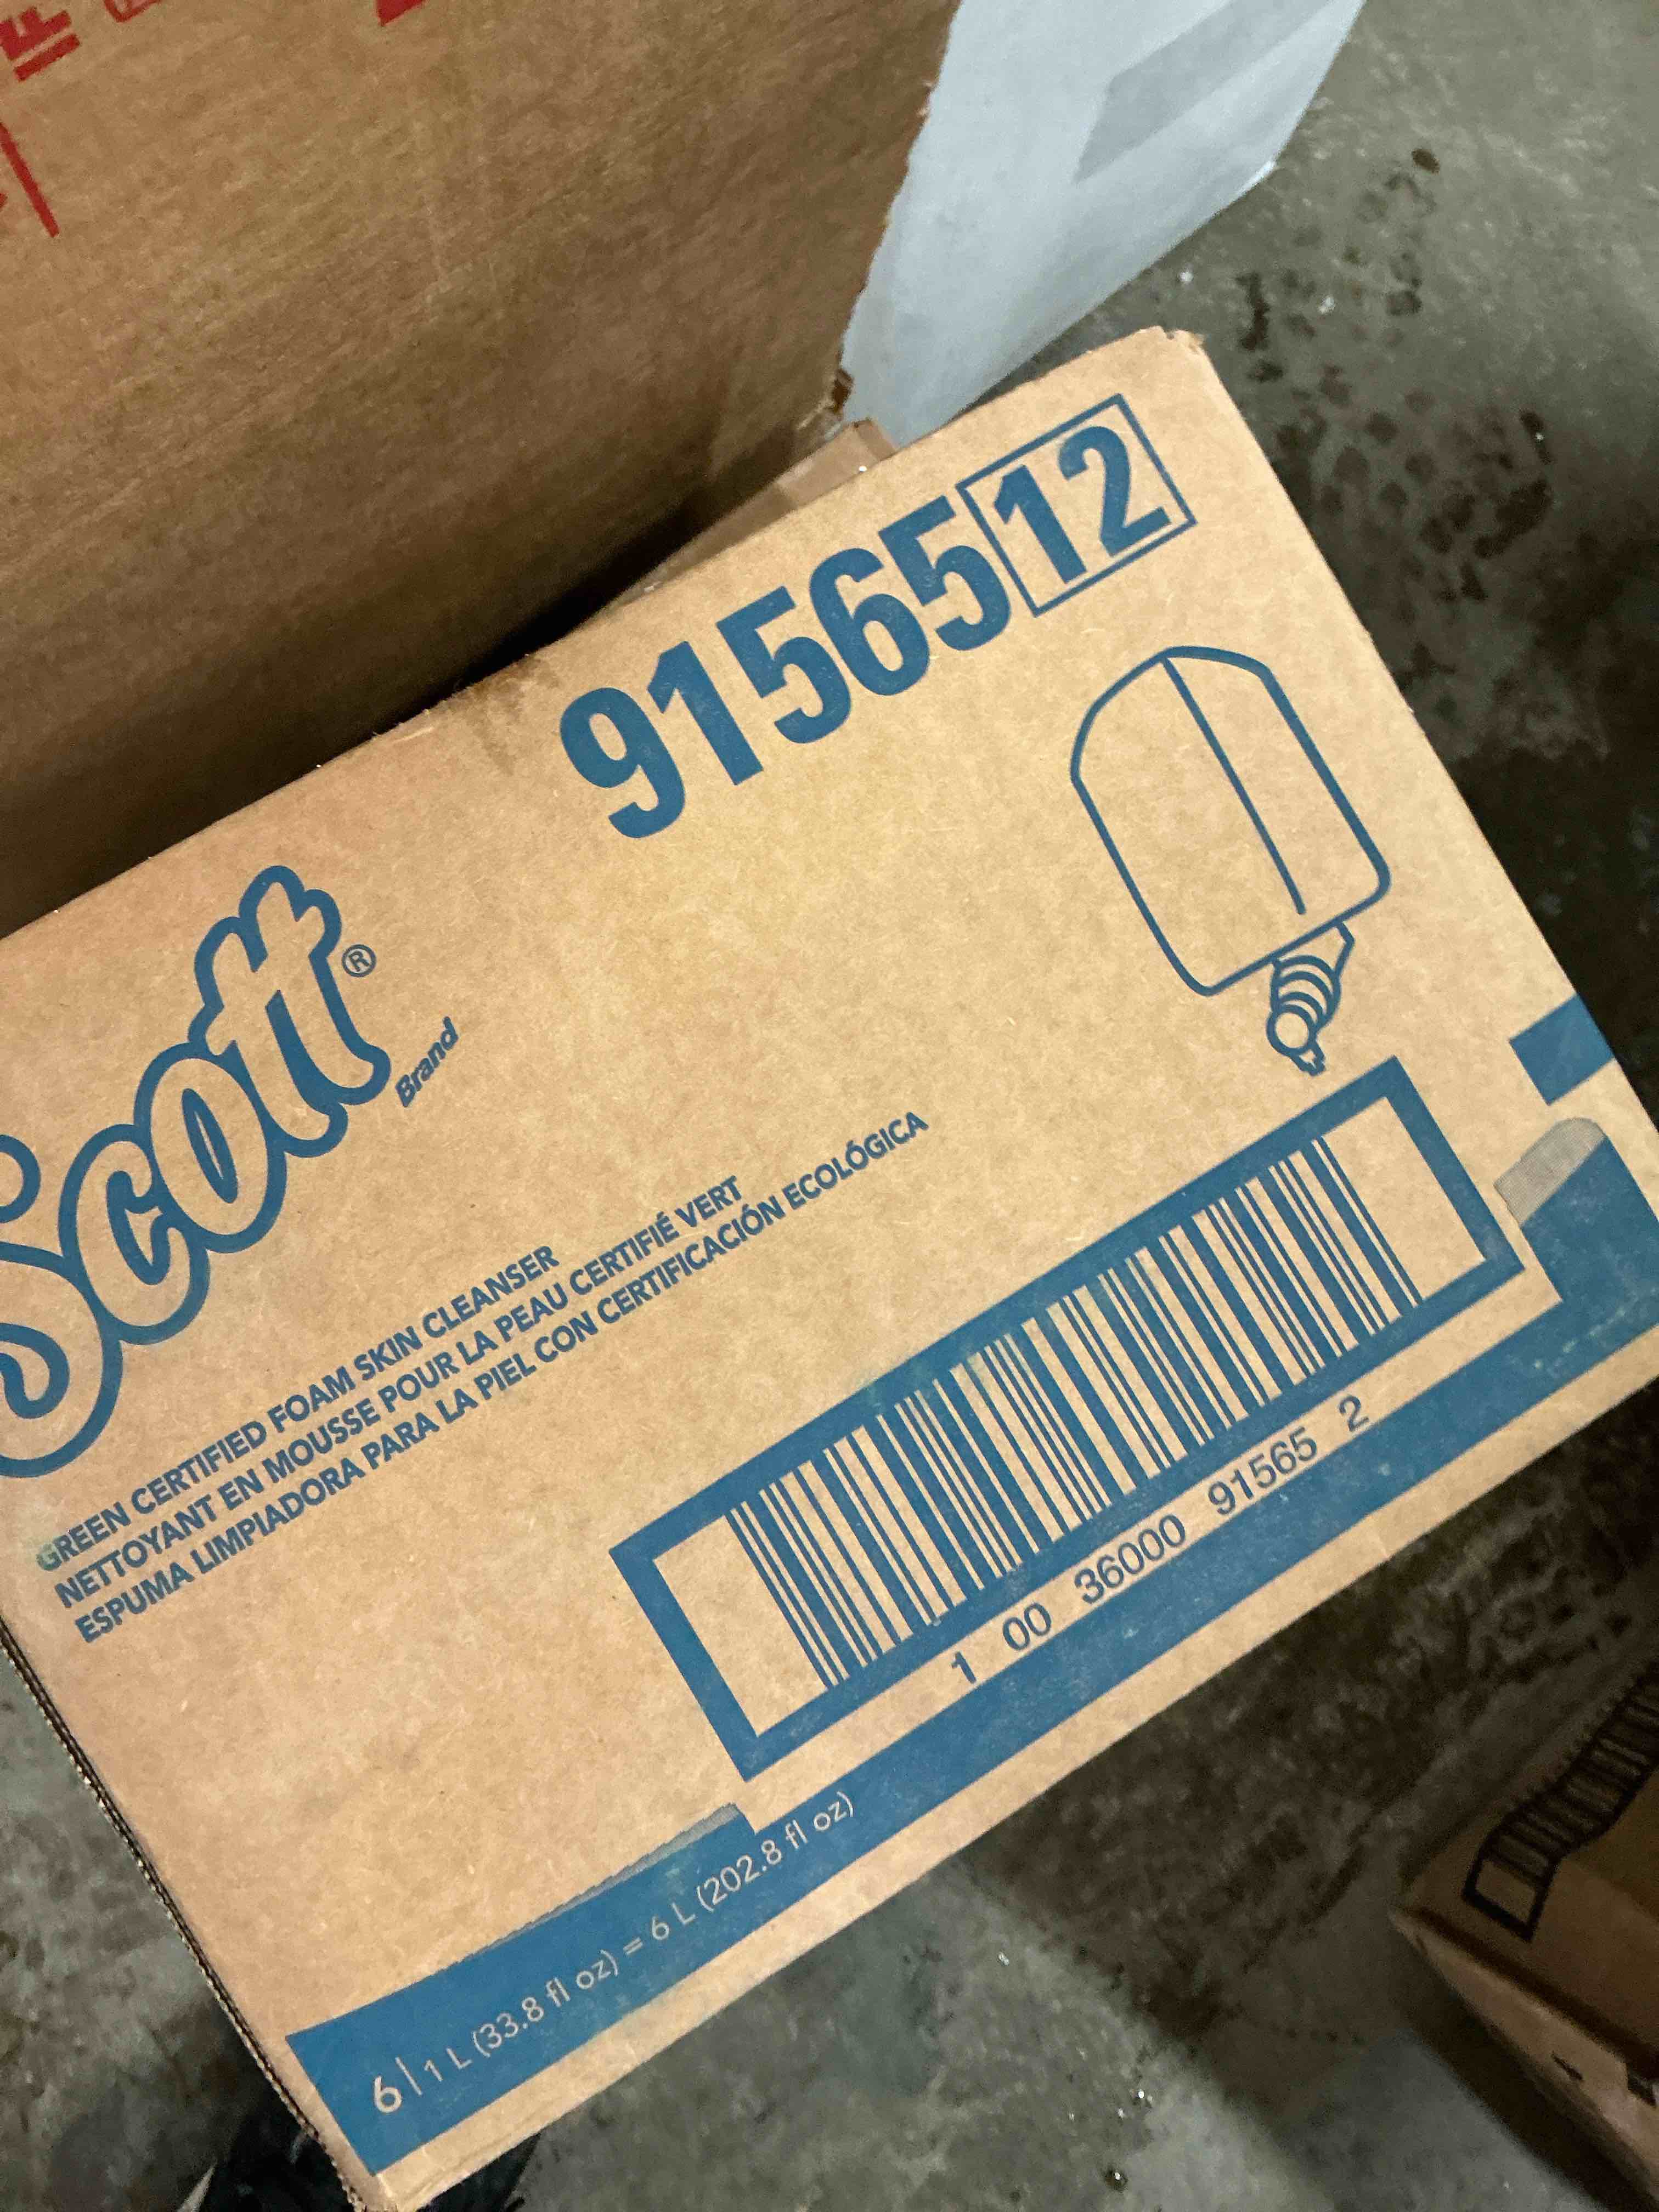 91565 12
Scott®
Brand
GREEN CERTIFIED FOAM SKIN CLEANSER
NETTOYANT EN MOUSSE POUR LA PEAU CERTIFIÉ VERT
ESPUMA LIMPIADORA PARA LA PIEL CON CERTIFICACIÓN ECOLÓGICA
1 00 36000 91565 2
6 | 1 L (33.8 fl oz) = 6 L (202.8 fl oz)